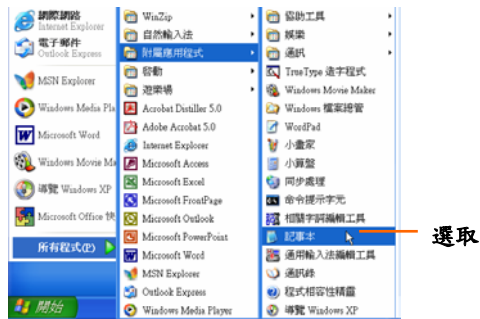 網際網路
Internet Explorer
電子郵件
Outlook Express
MSN Explorer
Windows Media Pla
Microsoft Word
Windows Movie Ma
導覽 Windows XP
Microsoft Office 快
所有程式(P)
開始
WinZip
自然輸入法
附屬應用程式
啟動
遊樂場
Acrobat Distiller 5.0
Adobe Acrobat 5.0
Internet Explorer
Microsoft Access
Microsoft Excel
Microsoft FrontPage
Microsoft Outlook
Microsoft PowerPoint
Microsoft Word
MSN Explorer
Outlook Express
Windows Media Player
協助工具
娛樂
通訊
TrueType 造字程式
Windows Movie Maker
Windows 檔案總管
WordPad
小畫家
小算盤
同步處理
命令提示字元
相關字詞編輯工具
記事本
通用輸入法編輯工具
通訊錄
程式相容性精靈
導覽 Windows XP
選取